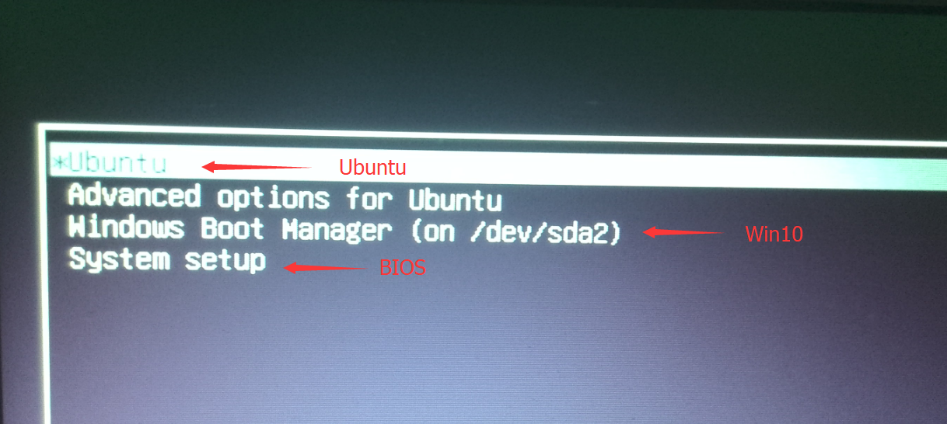 *Ubuntu Ubuntu
Advanced options for Ubuntu
Windows Boot Manager (on /dev/sda2) Win10
System setup BIOS